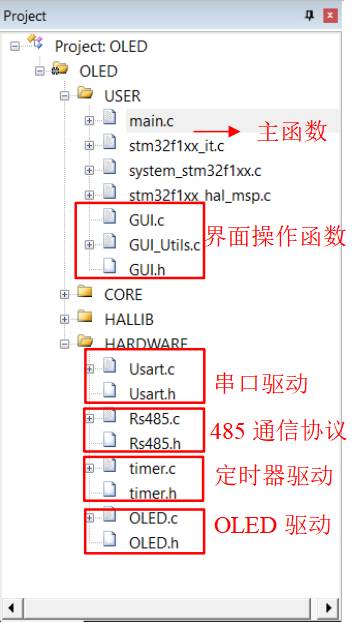 Project
Project: OLED
OLED
USER
main.c
主函数
stm32f1xx_it.c
system_stm32f1xx.c
stm32f1xx_hal_msp.c
GUI.c
GUI_Utils.c
界面操作函数
GUI.h
CORE
HALLIB
HARDWARE
Usart.c
串口驱动
Usart.h
Rs485.c
485 通信协议
Rs485.h
timer.c
定时器驱动
timer.h
OLED.c
OLED 驱动
OLED.h